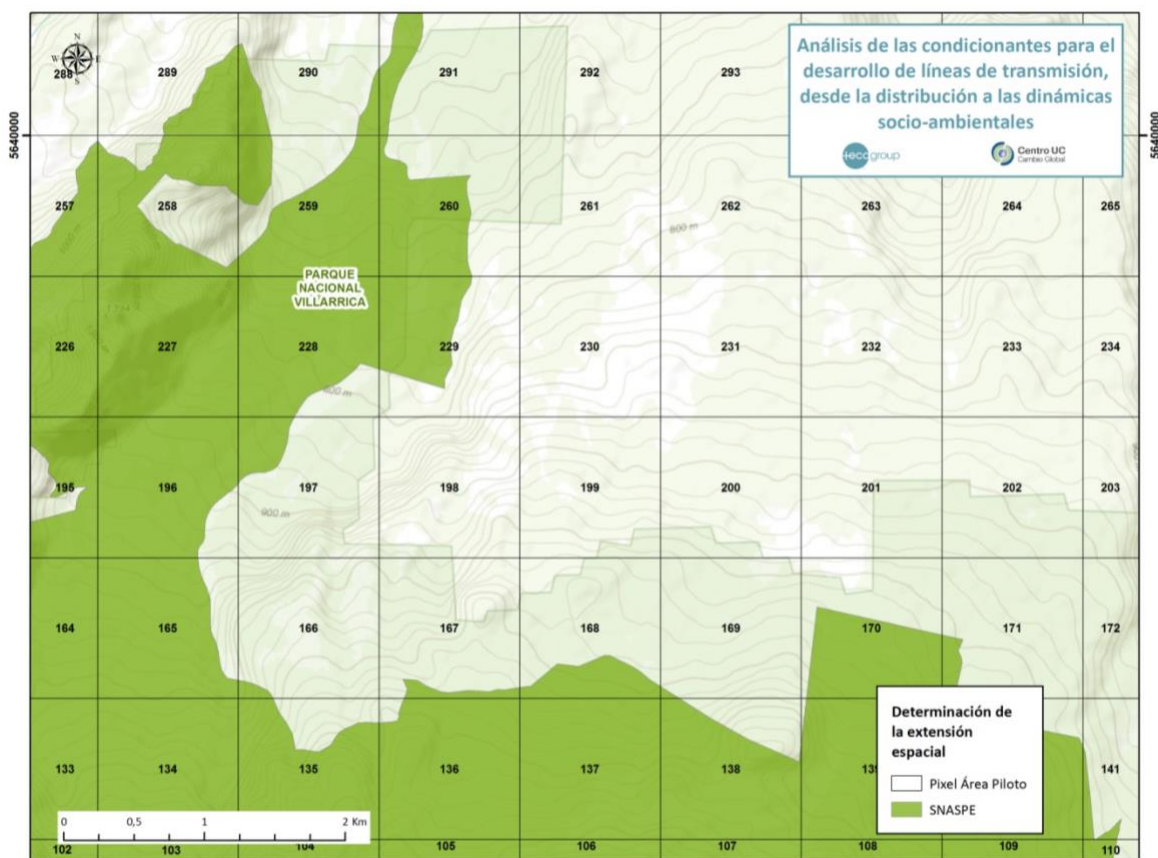 Análisis de las condicionantes para el
desarrollo de líneas de transmisión,
desde la distribución a las dinámicas
socio-ambientales
4eco group
Centro UC
Cambio Global
N
W E
S
288 289 290 291 292 293
5640000 5640000
257 258 259 260 261 262 263 264 265
800 m
PARQUE
NACIONAL
VILLARRICA
226 227 228 229 230 231 232 233 234
195 196 197 198 199 200 201 202 203
900 m
164 165 166 167 168 169 170 171 172
133 134 135 136 137 138 139 141
Determinación de
la extensión
espacial
Pixel Área Piloto
SNASPE
0 0,5 1 2 Km
102 103 104 105 106 107 108 109 110